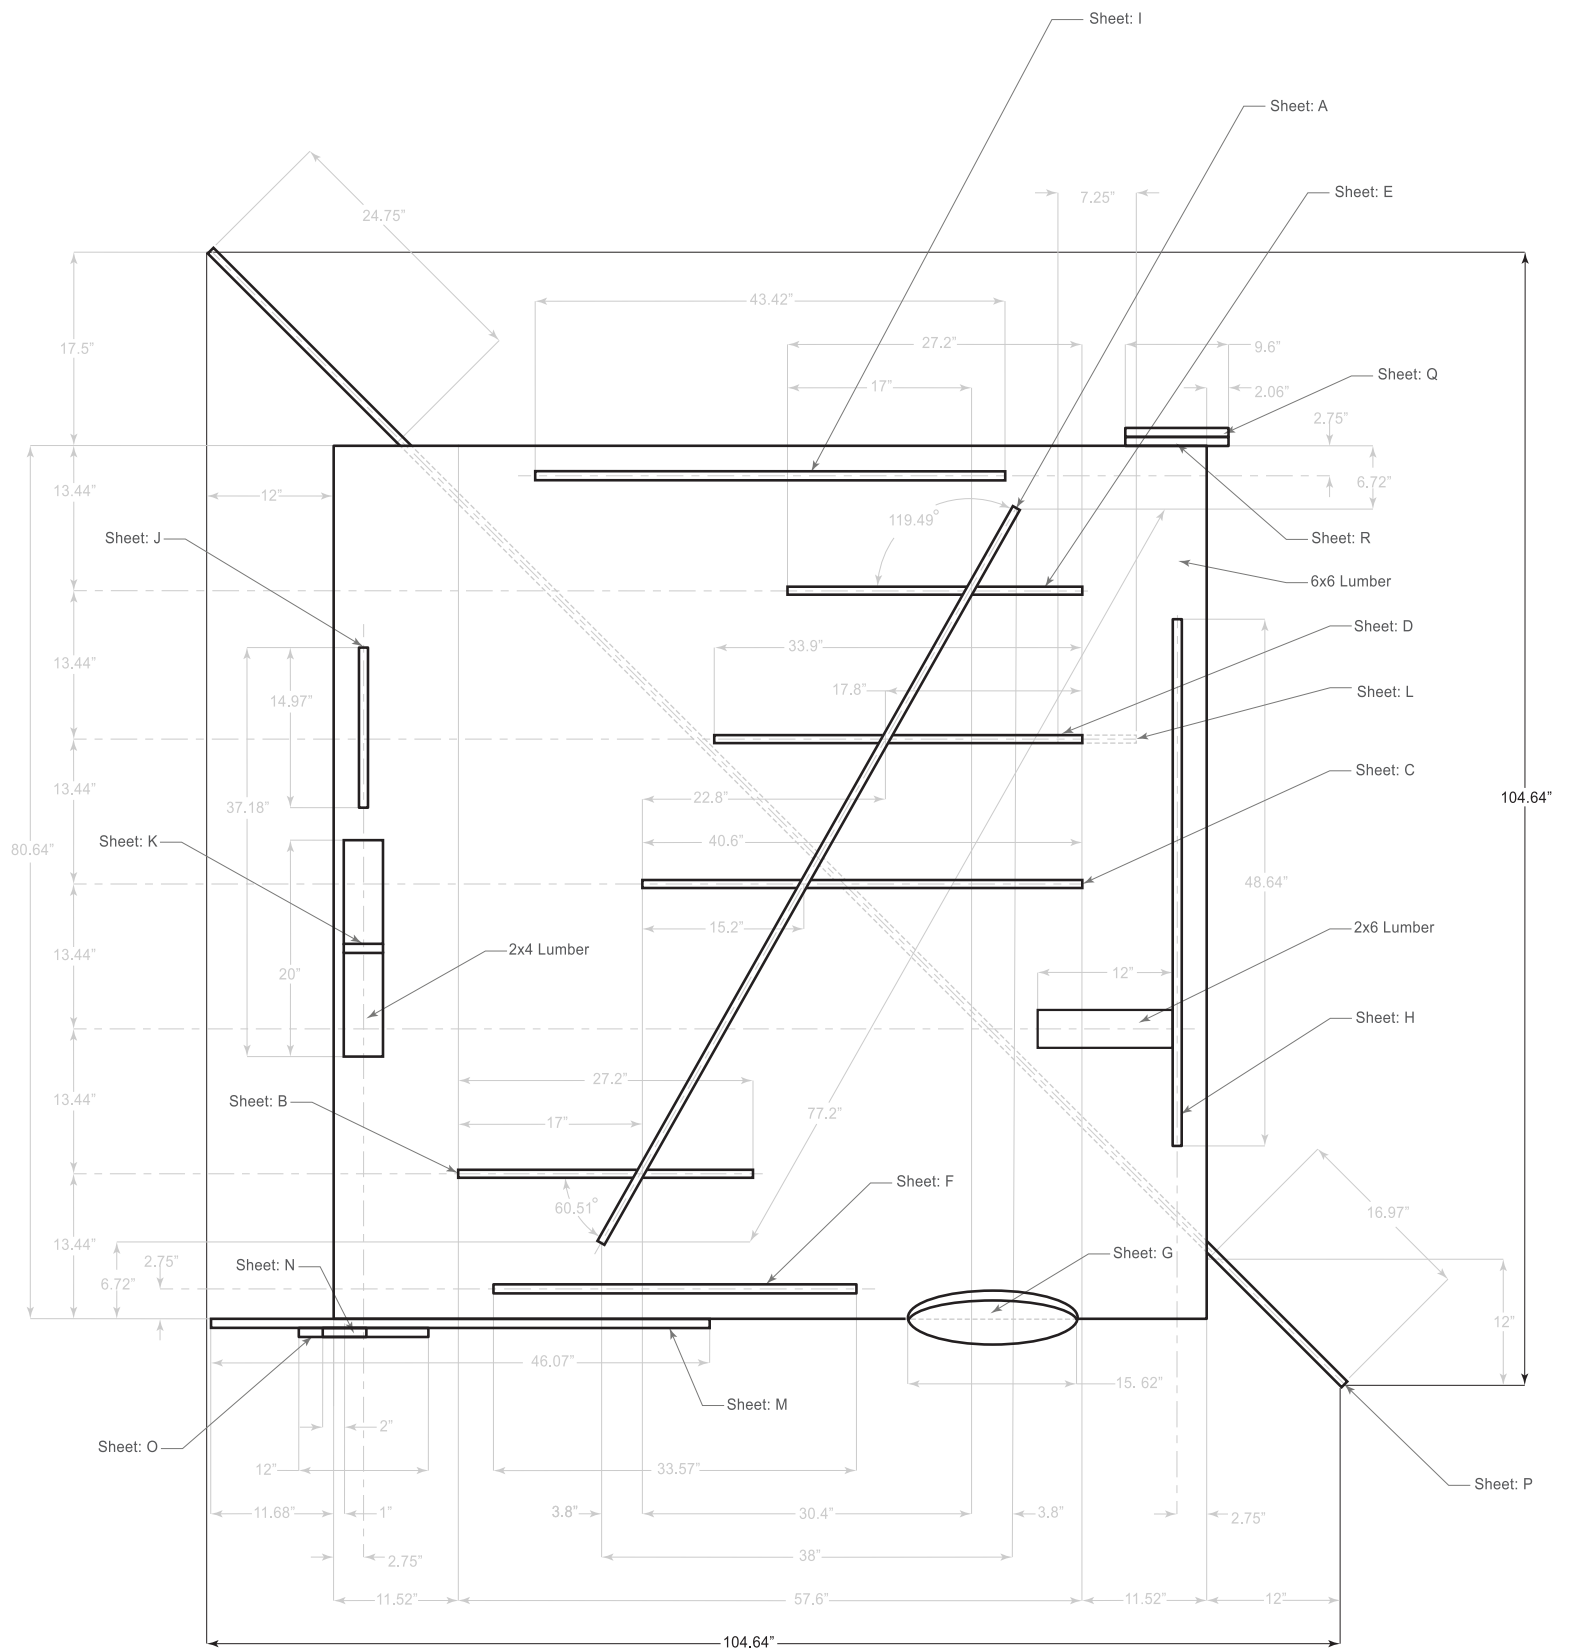 Sheet: I
Sheet: A
Sheet: E
7.25”
24.75”
43.42”
17.5”
27.2”
9.6”
Sheet: Q
17”
2.06”
2.75”
6.72”
13.44”
12”
119.49°
Sheet: J
Sheet: R
6x6 Lumber
Sheet: D
33.9”
13.44”
17.8”
Sheet: L
14.97”
Sheet: C
13.44”
22.8”
104.64”
37.18”
Sheet: K
40.6”
80.64”
48.64”
15.2”
2x4 Lumber
2x6 Lumber
13.44”
20”
12”
Sheet: H
27.2”
Sheet: B
13.44”
77.2”
17”
Sheet: F
60.51°
16.97”
13.44”
2.75”
Sheet: N
Sheet: G
6.72”
12”
46.07”
15. 62”
Sheet: M
2”
Sheet: O
12”
33.57”
Sheet: P
11.68”
1”
3.8”
30.4”
3.8”
2.75”
2.75”
38”
11.52”
57.6”
11.52”
12”
104.64”